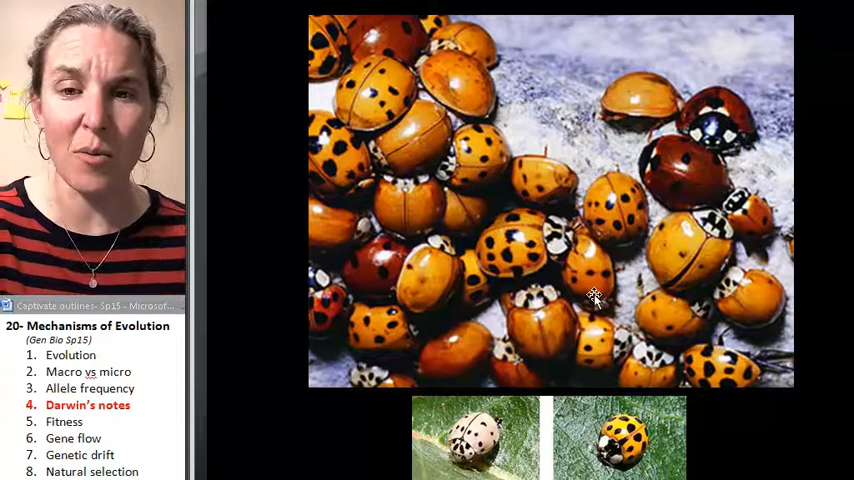 Captivate outlines- Sp15 - Microsof...
20- Mechanisms of Evolution
(Gen Bio Sp15)
1. Evolution
2. Macro vs micro
3. Allele frequency
4. Darwin's notes
5. Fitness
6. Gene flow
7. Genetic drift
8. Natural selection